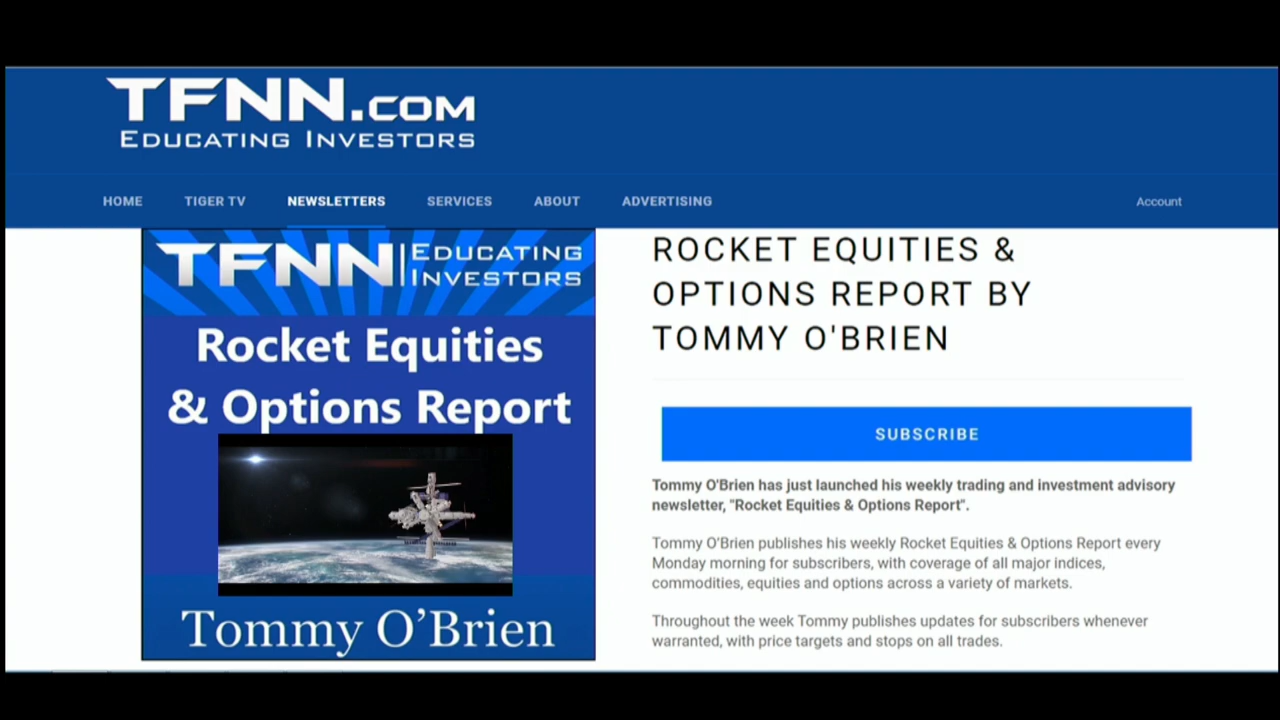 TFNN.COM
EDUCATING INVESTORS
HOME TIGER TV NEWSLETTERS SERVICES ABOUT ADVERTISING Account
TFNN EDUCATING
INVESTORS
Rocket Equities
& Options Report
Tommy O’Brien
ROCKET EQUITIES &
OPTIONS REPORT BY
TOMMY O'BRIEN
SUBSCRIBE
Tommy O'Brien has just launched his weekly trading and investment advisory
newsletter, "Rocket Equities & Options Report".
Tommy O'Brien publishes his weekly Rocket Equities & Options Report every
Monday morning for subscribers, with coverage of all major indices,
commodities, equities and options across a variety of markets.
Throughout the week Tommy publishes updates for subscribers whenever
warranted, with price targets and stops on all trades.